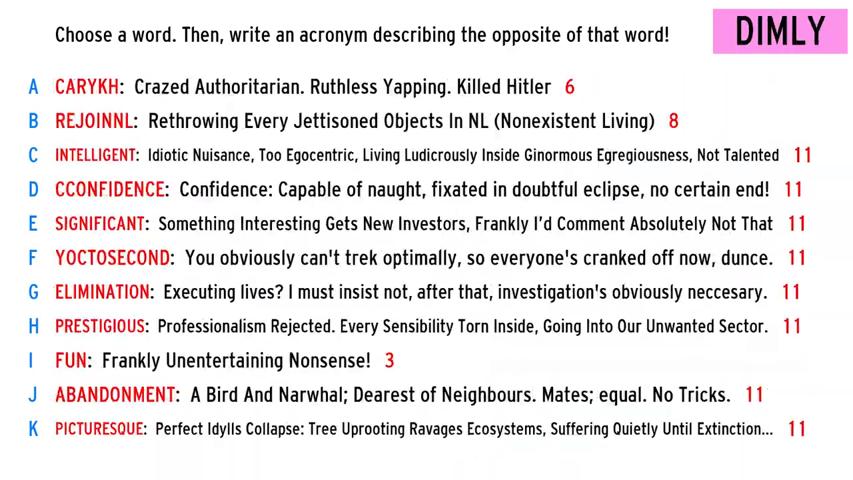 Choose a word. Then, write an acronym describing the opposite of that word!
DIMLY
A CARYKH: Crazed Authoritarian. Ruthless Yapping. Killed Hitler 6
B REJOINNL: Rethrowing Every Jettisoned Objects In NL (Nonexistent Living) 8
C INTELLIGENT: Idiotic Nuisance, Too Egocentric, Living Ludicrously Inside Ginormous Egregiousness, Not Talented 11
D CCONFIDENCE: Confidence: Capable of naught, fixated in doubtful eclipse, no certain end! 11
E SIGNIFICANT: Something Interesting Gets New Investors, Frankly I'd Comment Absolutely Not That 11
F YOCTOSECOND: You obviously can't trek optimally, so everyone's cranked off now, dunce. 11
G ELIMINATION: Executing lives? I must insist not, after that, investigation's obviously neccesary. 11
H PRESTIGIOUS: Professionalism Rejected. Every Sensibility Torn Inside, Going Into Our Unwanted Sector. 11
I FUN: Frankly Unentertaining Nonsense! 3
J ABANDONMENT: A Bird And Narwhal; Dearest of Neighbours. Mates; equal. No Tricks. 11
K PICTURESQUE: Perfect Idylls Collapse: Tree Uprooting Ravages Ecosystems, Suffering Quietly Until Extinction... 11